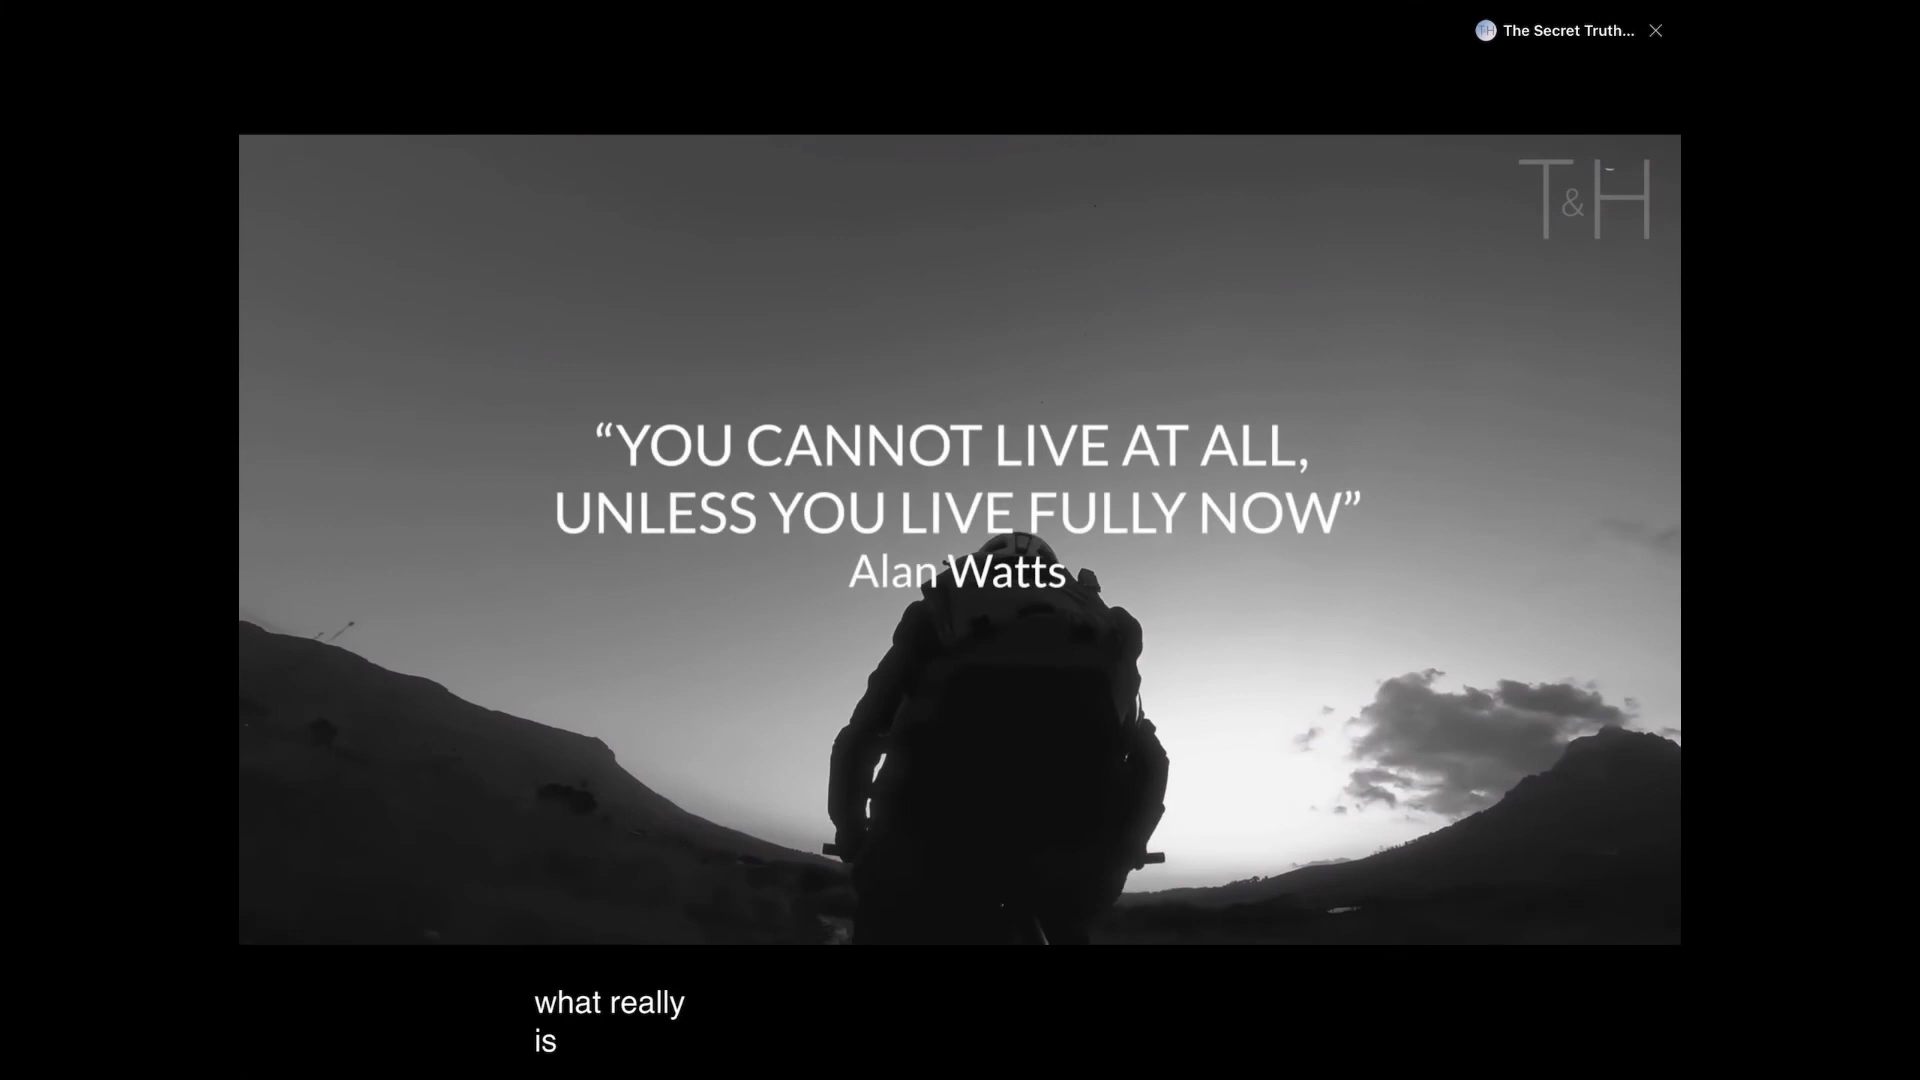 T&H The Secret Truth...
T&H
“YOU CANNOT LIVE AT ALL,
UNLESS YOU LIVE FULLY NOW”
Alan Watts
what really
is